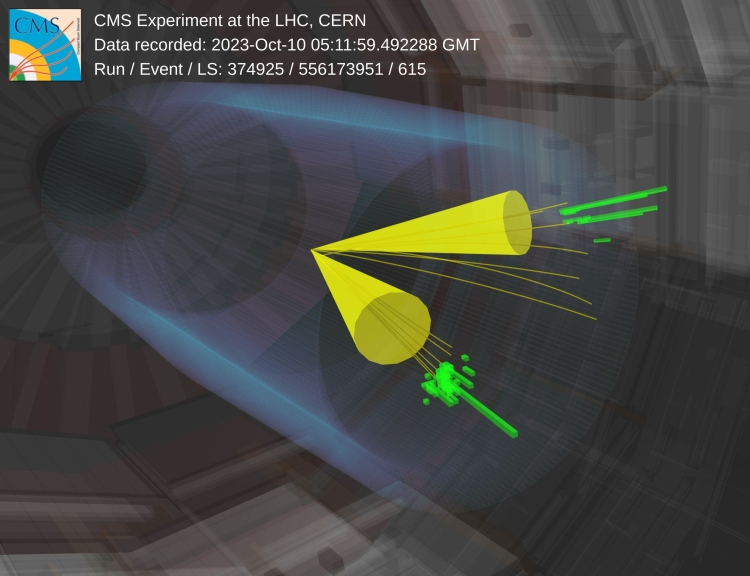 CMS
CMS Experiment at the LHC, CERN
Data recorded: 2023-Oct-10 05:11:59.492288 GMT
Run / Event / LS: 374925 / 556173951 / 615